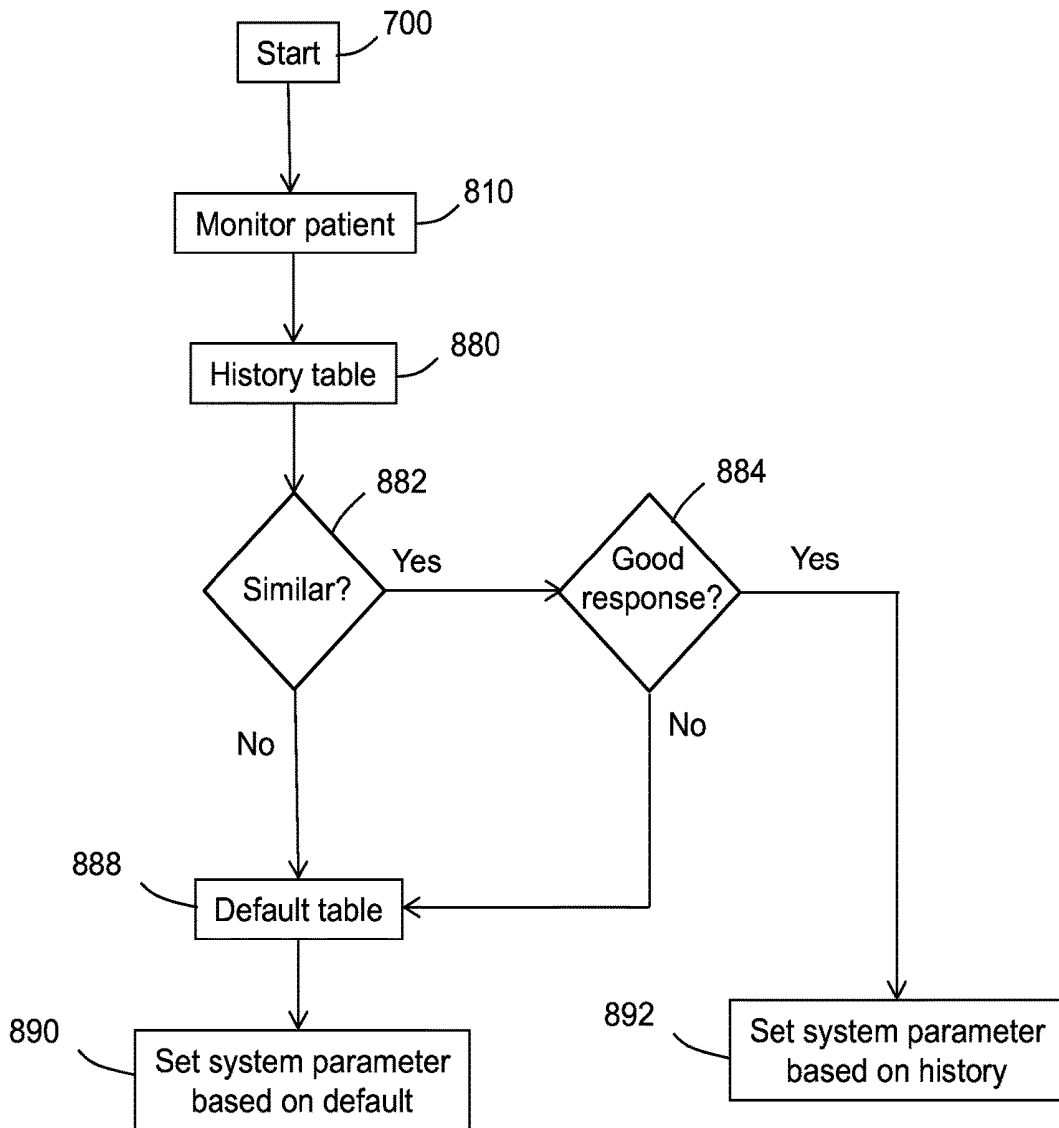 700
Start
810
Monitor patient
880
History table
882
884
Similar?
Yes
Good
response?
Yes
No
No
888
Default table
890
Set system parameter
based on default
892
Set system parameter
based on history